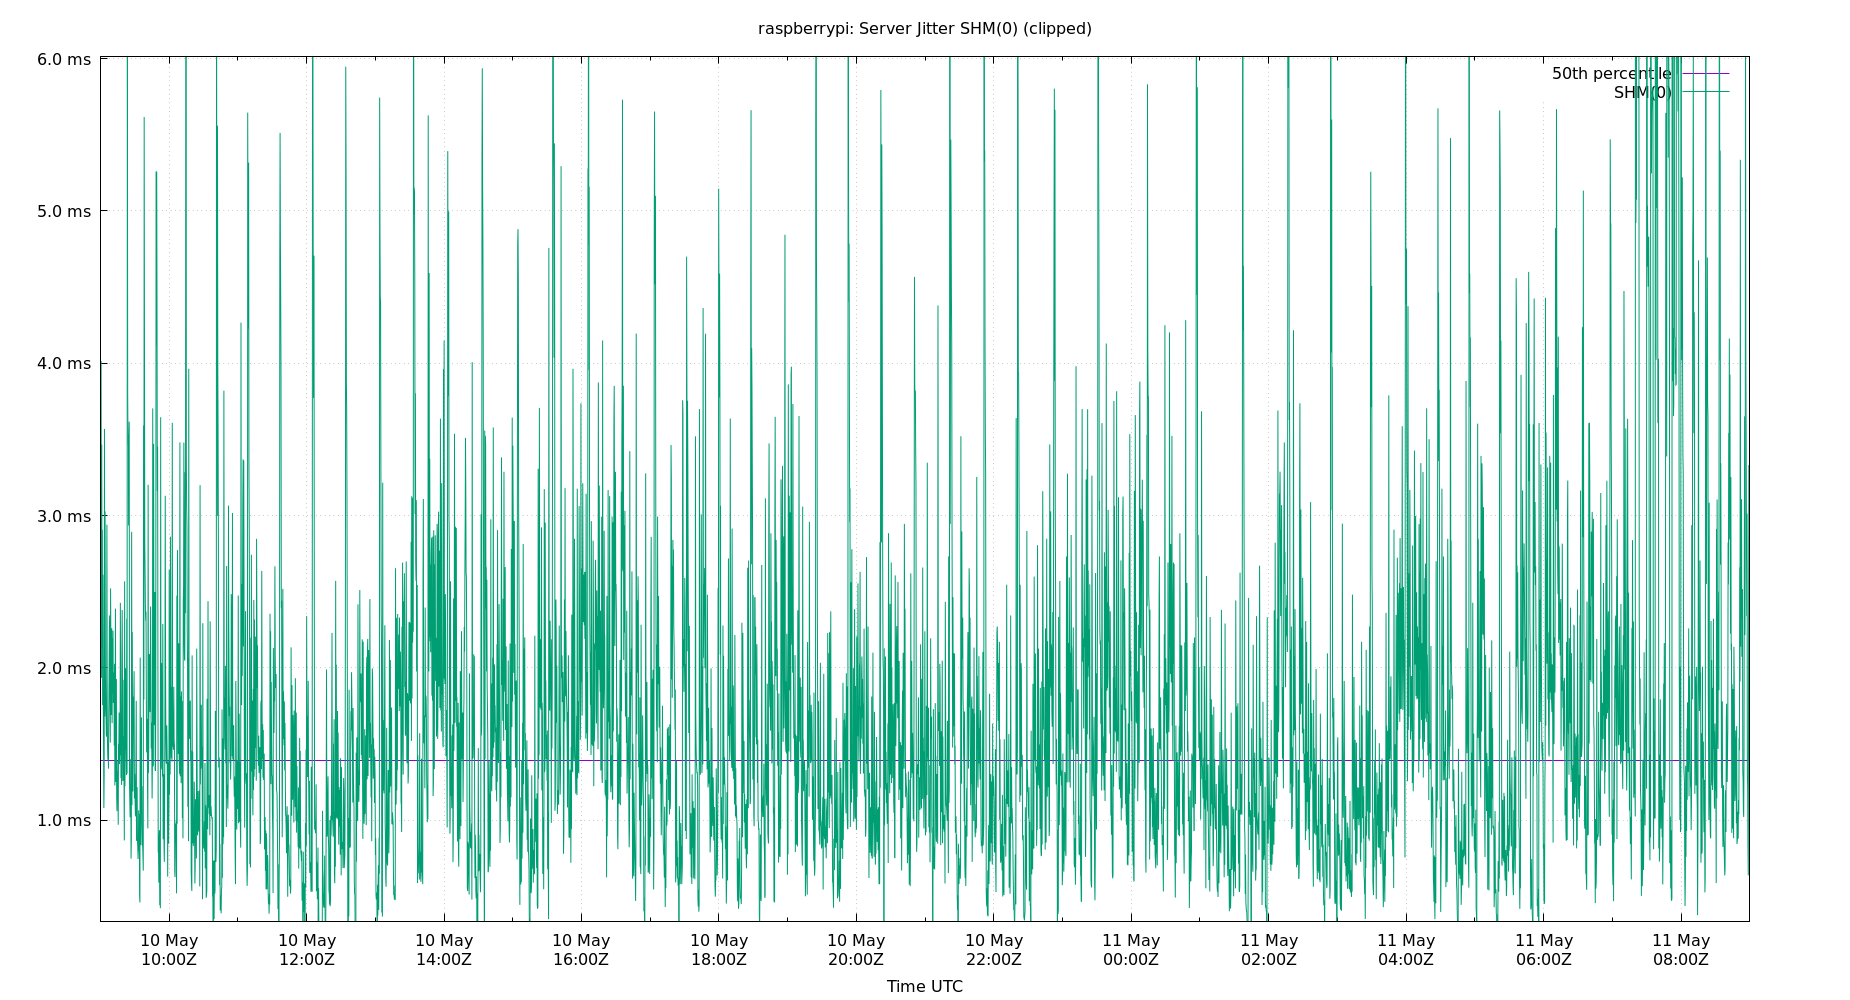 raspberrypi: Server Jitter SHM(0) (clipped)
6.0 ms
5.0 ms
4.0 ms
3.0 ms
2.0 ms
1.0 ms
50th percentile
SHM(0)
10 May 10 May 10 May 10 May 10 May 10 May 10 May 11 May 11 May 11 May 11 May 11 May
10:00Z 12:00Z 14:00Z 16:00Z 18:00Z 20:00Z 22:00Z 00:00Z 02:00Z 04:00Z 06:00Z 08:00Z
Time UTC